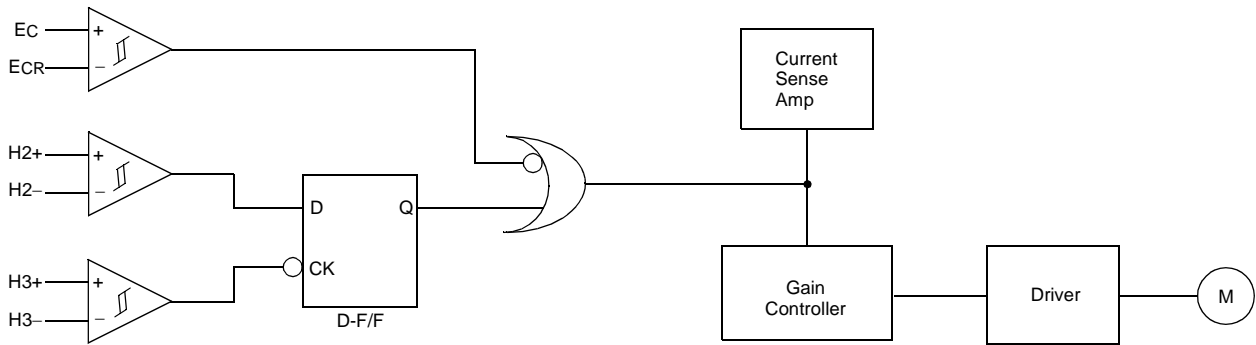 EC
+
ECR
−
H2+
+
H2−
−
H3+
+
H3−
−
D
Q
CK
D-F/F
Current
Sense
Amp
Gain
Controller
Driver
M